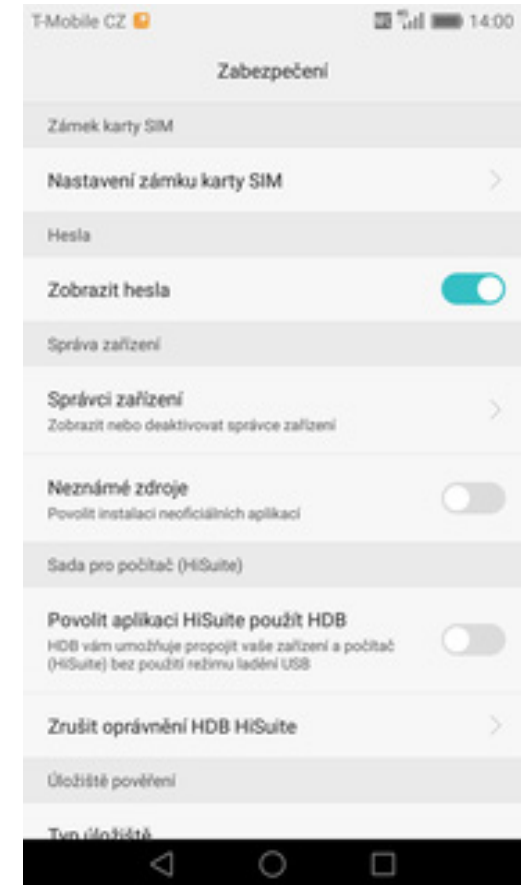 T-Mobile CZ
14:00
Zabezpečení
Zámek karty SIM
Nastavení zámku karty SIM
Hesla
Zobrazit hesla
Správa zařízení
Správci zařízení
Zobrazit nebo deaktivovat správce zařízení
Neznámé zdroje
Povolit instalaci neoficiálních aplikací
Sada pro počítač (HiSuite)
Povolit aplikaci HiSuite použít HDB
HDB vám umožňuje propojit vaše zařízení a počítač
(HiSuite) bez použití režimu ladění USB
Zrušit oprávnění HDB HiSuite
Úložiště pověření
Typ úložiště